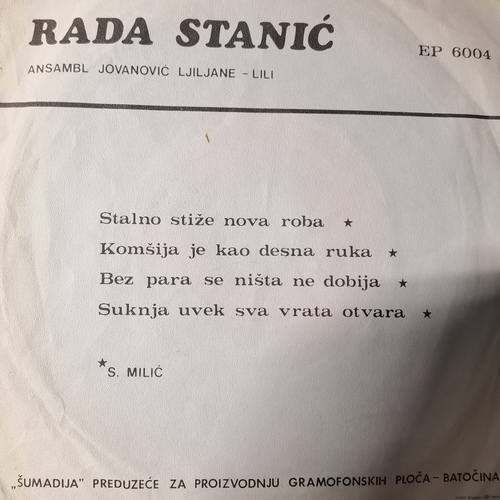 RADA STANIĆ
EP 6004
ANSAMBL JOVANOVIĆ LJILJANE - LILI
Stalno stiže nova roba ★
Komšija je kao desna ruka ★
Bez para se ništa ne dobija ★
Suknja uvek sva vrata otvara ★
★ S. MILIĆ
„ŠUMADIJA” PREDUZEĆE ZA PROIZVODNJU GRAMOFONSKIH PLOČA - BATOČINA